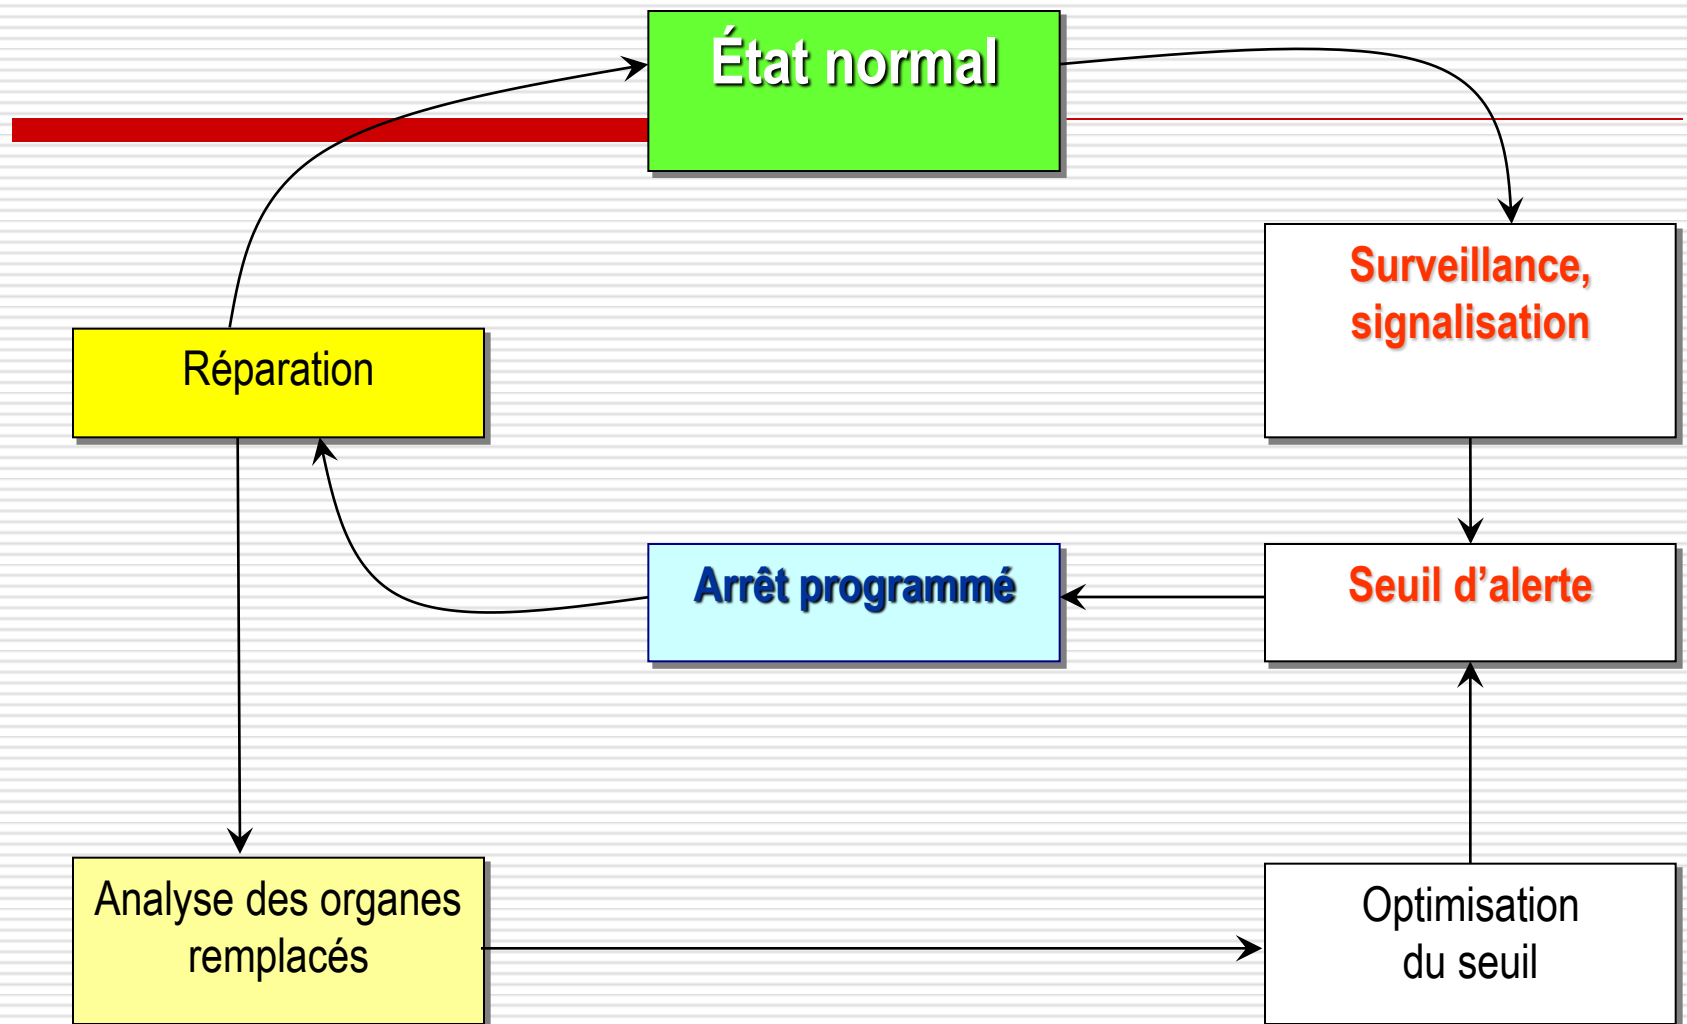 État normal
Surveillance,
signalisation
Réparation
Arrêt programmé
Seuil d’alerte
Analyse des organes
remplacés
Optimisation
du seuil